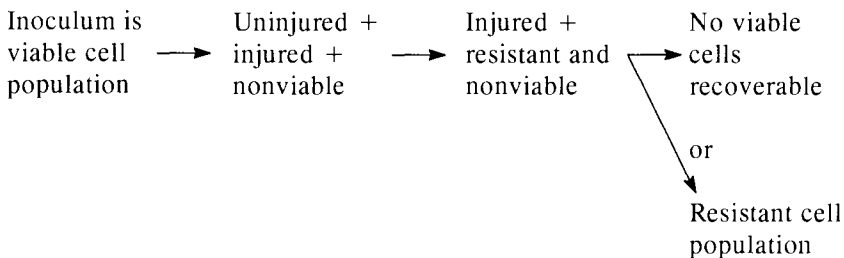 Inoculum is
viable cell
population
Uninjured +
injured +
nonviable
Injured +
resistant and
nonviable
No viable
cells
recoverable
or
Resistant cell
population